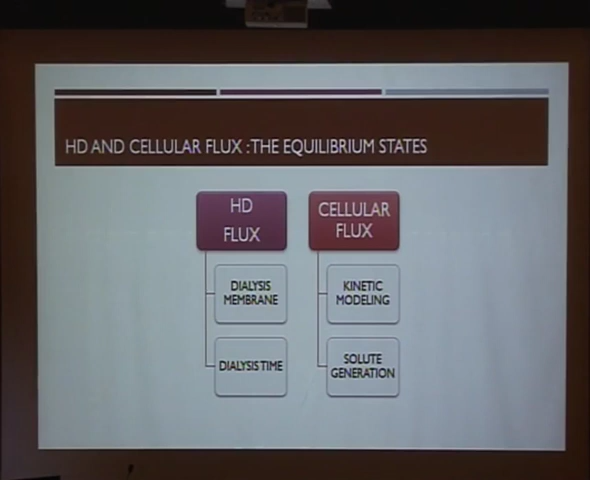 HD AND CELLULAR FLUX :THE EQUILIBRIUM STATES
HD
FLUX
DIALYSIS
MEMBRANE
DIALYSIS TIME
CELLULAR
FLUX
KINETIC
MODELING
SOLUTE
GENERATION